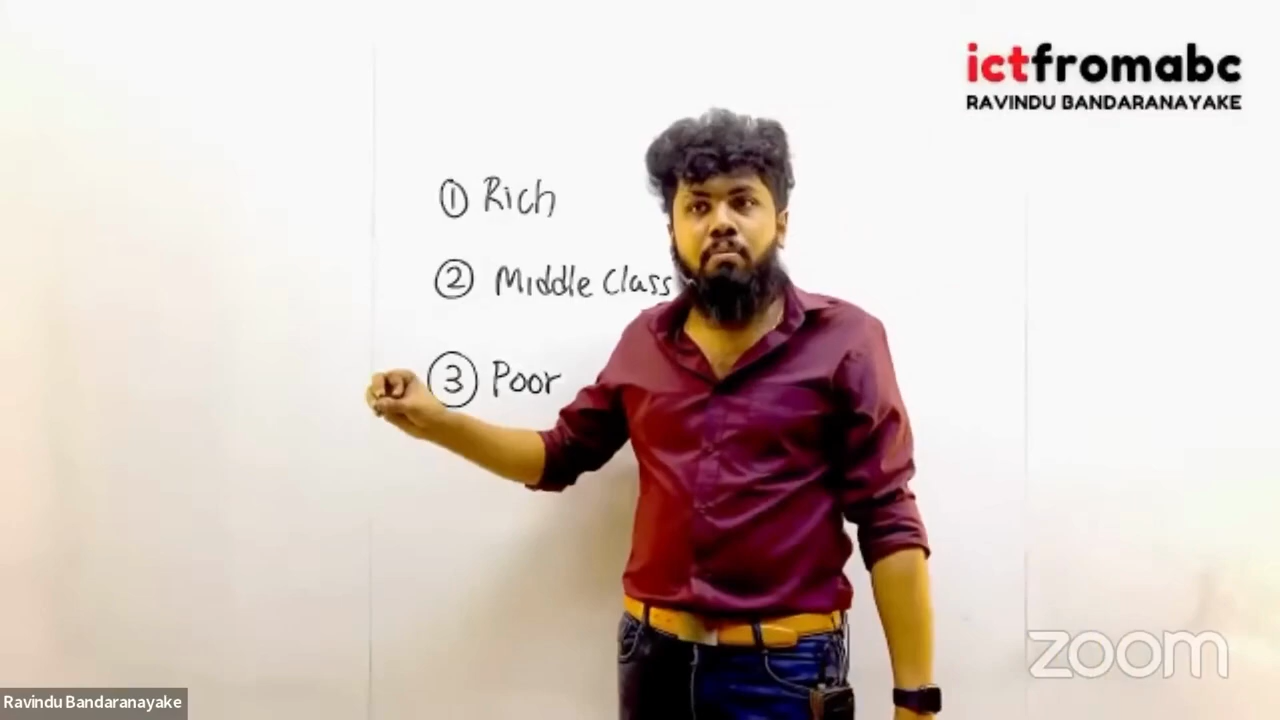 ictfromabc
RAVINDU BANDARANAYAKE
① Rich
② Middle Class
③ Poor
zoom
Ravindu Bandaranayake